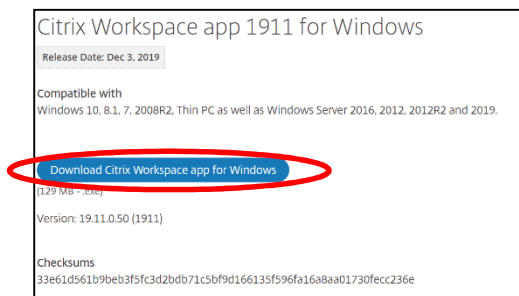 Citrix Workspace app 1911 for Windows
Release Date: Dec 3, 2019
Compatible with
Windows 10, 8.1, 7, 2008R2, Thin PC as well as Windows Server 2016, 2012, 2012R2 and 2019.
Download Citrix Workspace app for Windows
(129 MB - .exe)
Version: 19.11.0.50 (1911)
Checksums
33e61d561b9beb3f5fc3d2bdb71c5bf9d166135f596fa16a8aa01730fecc236e